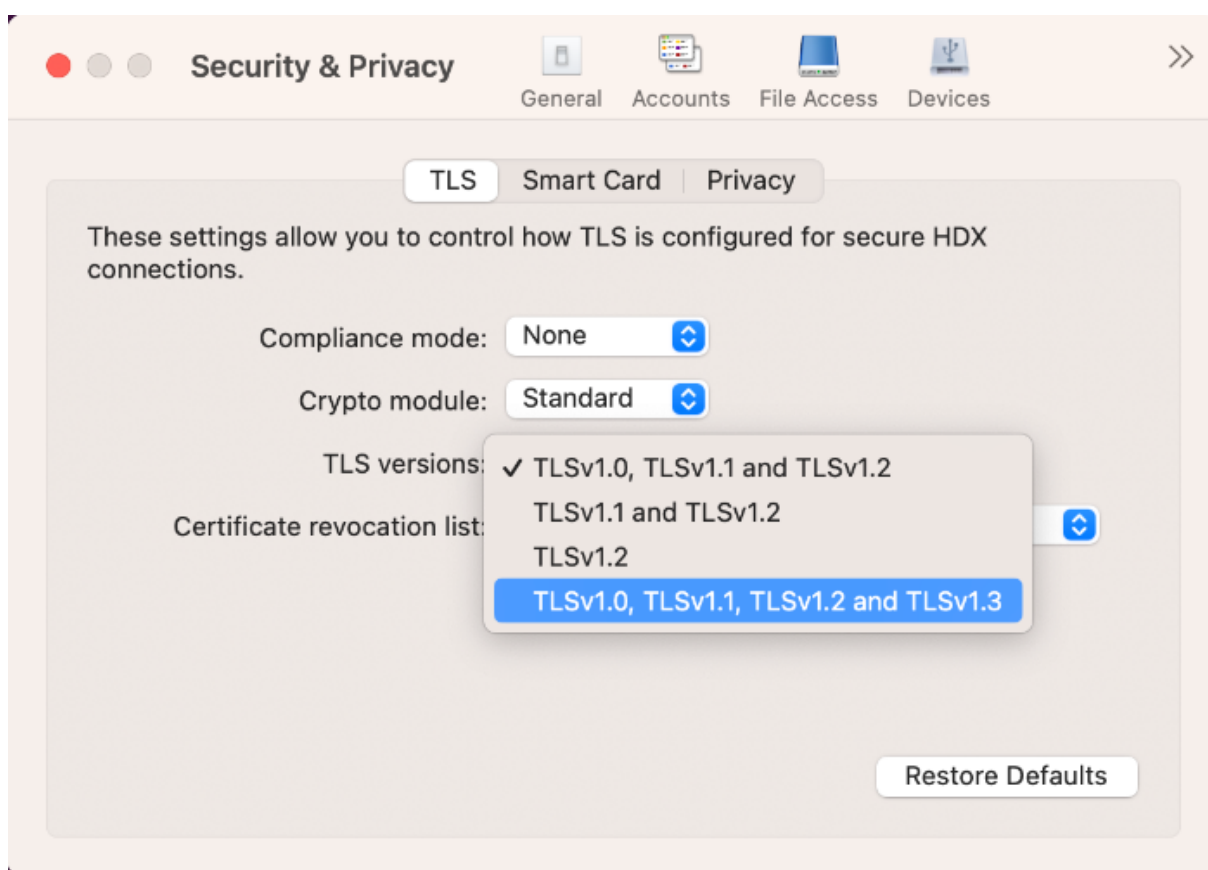 Security & Privacy
General
Accounts
File Access
Devices
TLS
Smart Card
Privacy
These settings allow you to control how TLS is configured for secure HDX
connections.
Compliance mode: None
Crypto module: Standard
TLS versions: ✓ TLSv1.0, TLSv1.1 and TLSv1.2
TLSv1.1 and TLSv1.2
Certificate revocation list:
TLSv1.2
TLSv1.0, TLSv1.1, TLSv1.2 and TLSv1.3
Restore Defaults